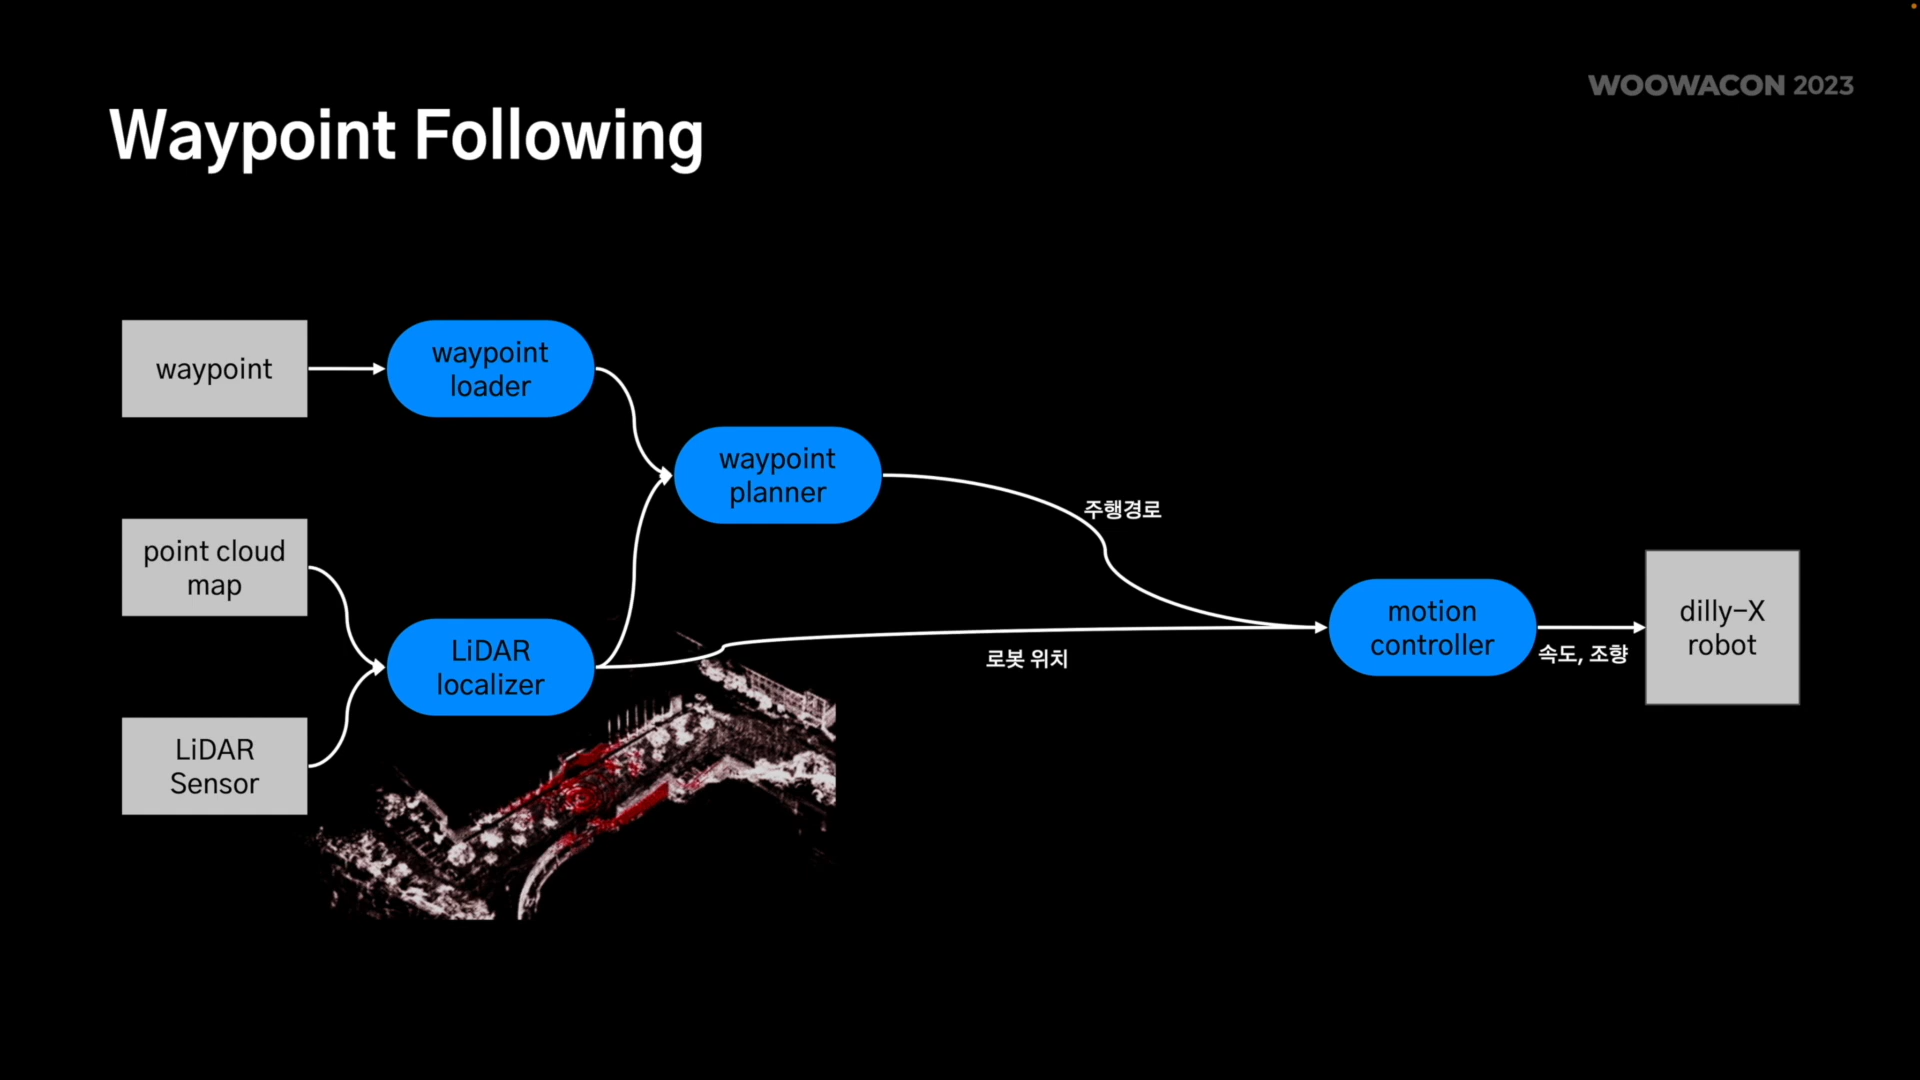 WOOWACON 2023
Waypoint Following
waypoint
waypoint
loader
waypoint
planner
주행경로
point cloud
map
LiDAR
localizer
로봇 위치
motion
controller
속도, 조향
dilly-X
robot
LiDAR
Sensor